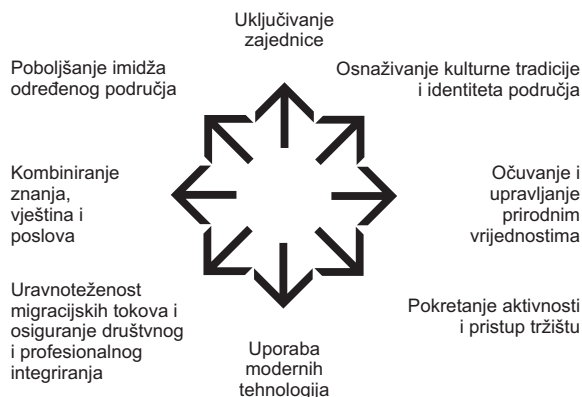 Uključivanje
zajednice
Poboljšanje imidža
određenog područja
Osnaživanje kulturne tradicije
i identiteta područja
Kombiniranje
znanja,
vještina i
poslova
Očuvanje i
upravljanje
prirodnim
vrijednostima
Uravnoteženost
migracijskih tokova i
osiguranje društvnog
i profesionalnog
integriranja
Pokretanje aktivnosti
i pristup tržištu
Uporaba
modernih
tehnologija